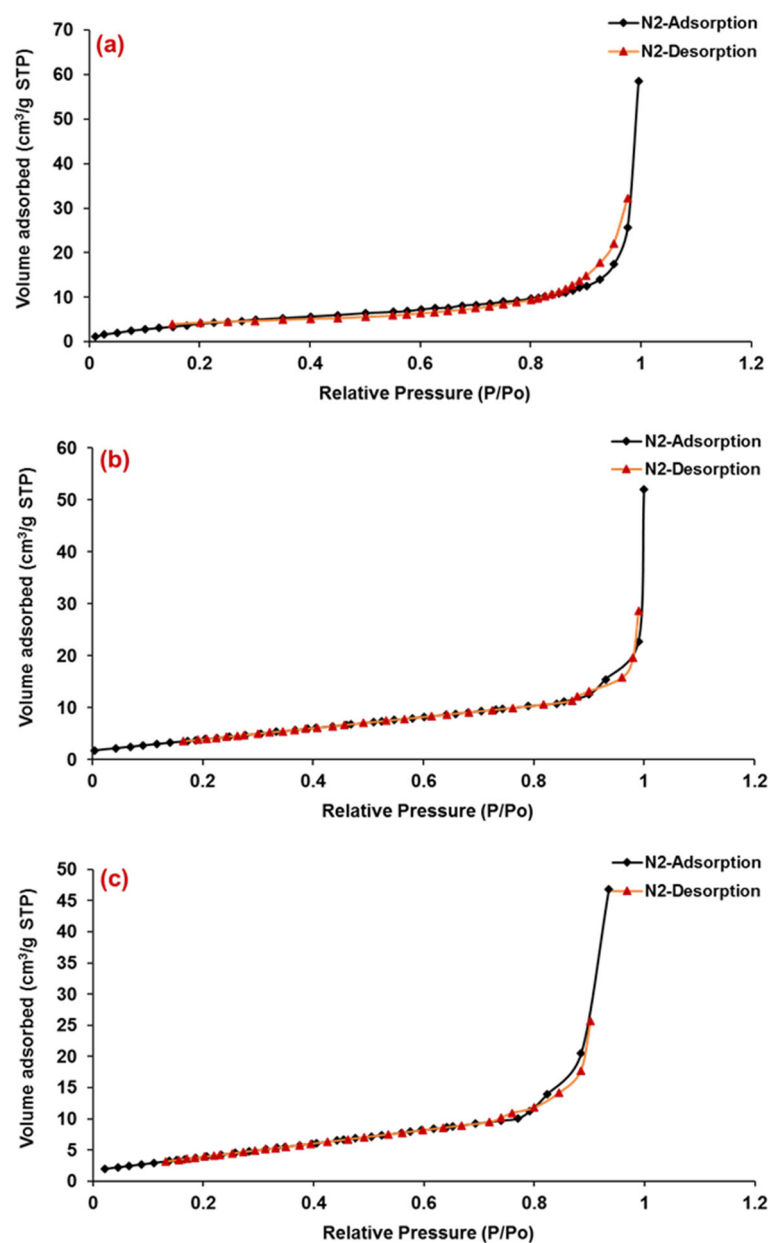 (a)
N2-Adsorption
N2-Desorption
Volume adsorbed (cm³/g STP)
70
60
50
40
30
20
10
0
0 0.2 0.4 0.6 0.8 1 1.2
Relative Pressure (P/Po)
(b)
N2-Adsorption
N2-Desorption
Volume adsorbed (cm³/g STP)
60
50
40
30
20
10
0
0 0.2 0.4 0.6 0.8 1 1.2
Relative Pressure (P/Po)
(c)
N2-Adsorption
N2-Desorption
Volume adsorbed (cm³/g STP)
50
45
40
35
30
25
20
15
10
5
0
0 0.2 0.4 0.6 0.8 1 1.2
Relative Pressure (P/Po)